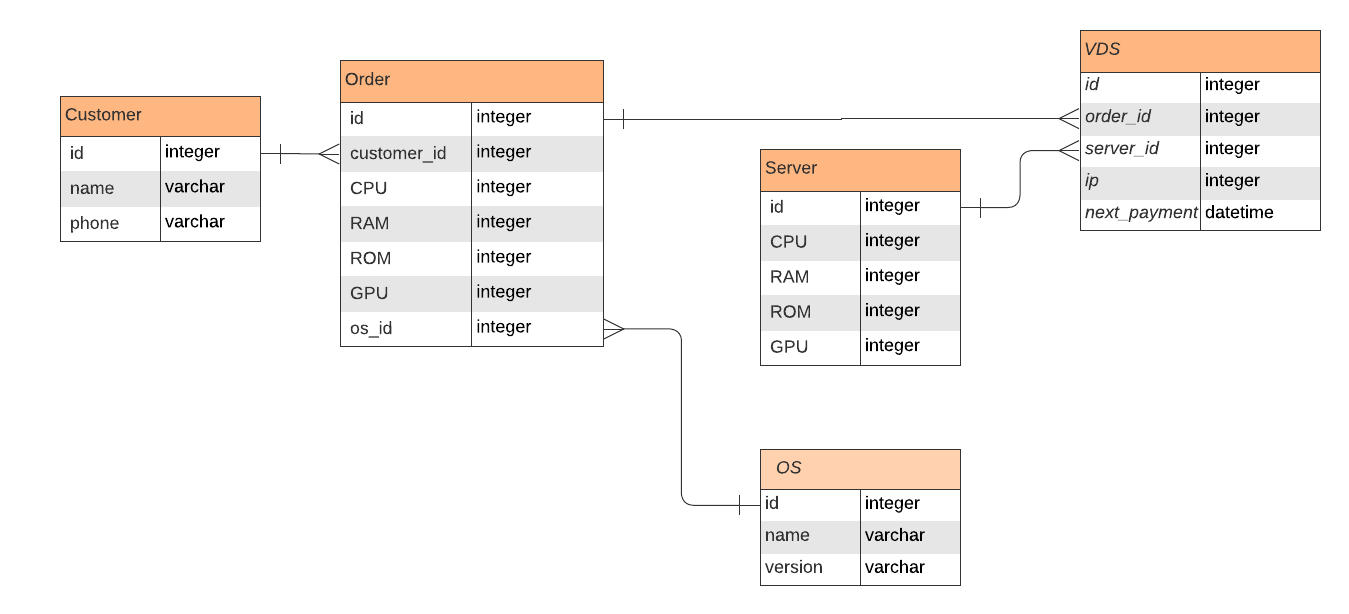 Customer
id integer
name varchar
phone varchar
Order
id integer
customer_id integer
CPU integer
RAM integer
ROM integer
GPU integer
os_id integer
Server
id integer
CPU integer
RAM integer
ROM integer
GPU integer
VDS
id integer
order_id integer
server_id integer
ip integer
next_payment datetime
OS
id integer
name varchar
version varchar